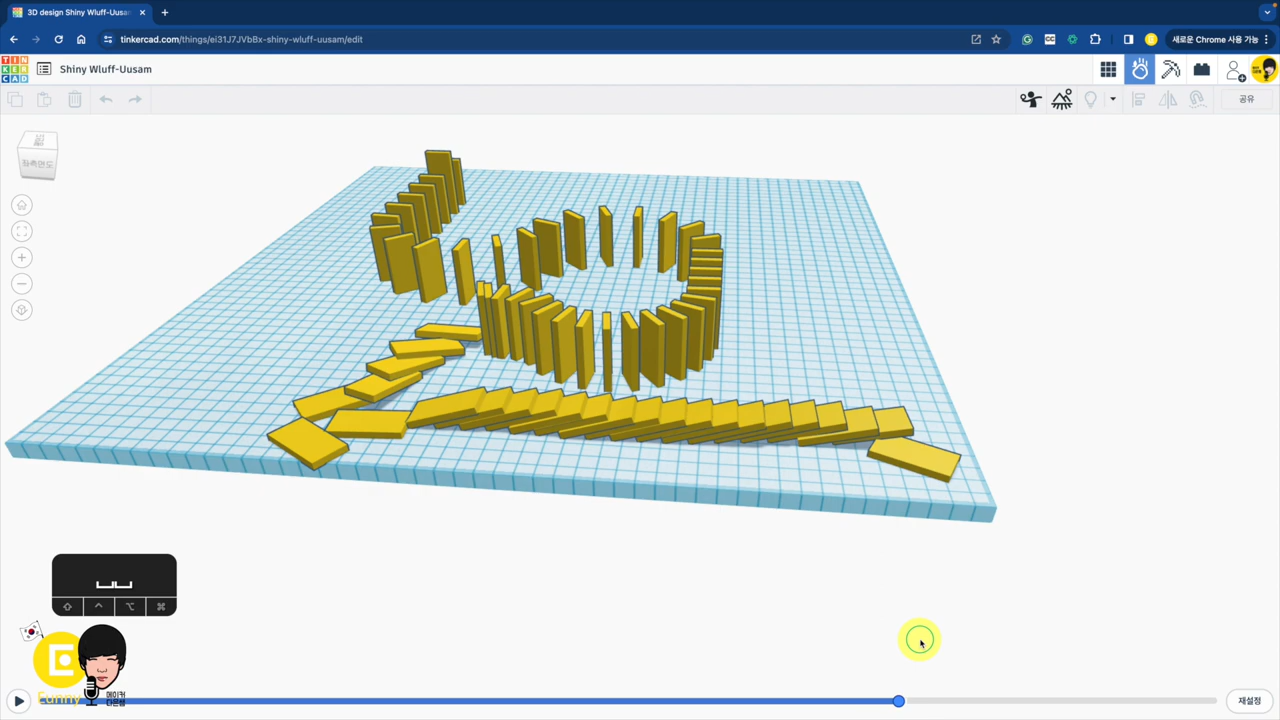 3D design Shiny Wluff-Uusam
tinkercad.com/things/ei31J7JVbBx-shiny-wluff-uusam/edit
새로운 Chrome 사용 가능
TIN
KER
CAD
Shiny Wluff-Uusam
공유
좌측면도
Eunny
메이커
다은쌤
재설정